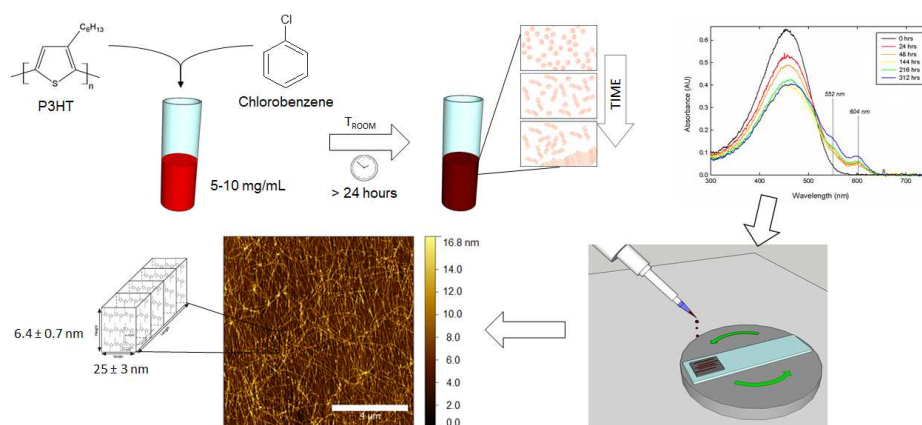 C6H13
S
n
P3HT
Cl
Chlorobenzene
5-10 mg/mL
TROOM
> 24 hours
TIME
Absorbance (AU)
0.6
0.5
0.4
0.3
0.2
0.1
0.0
300
400
500
600
700
Wavelength (nm)
552 nm
604 nm
0 hrs
24 hrs
48 hrs
144 hrs
216 hrs
312 hrs
6.4 ± 0.7 nm
25 ± 3 nm
16.8 nm
14.0
12.0
10.0
8.0
6.0
4.0
2.0
0.0
5 µm